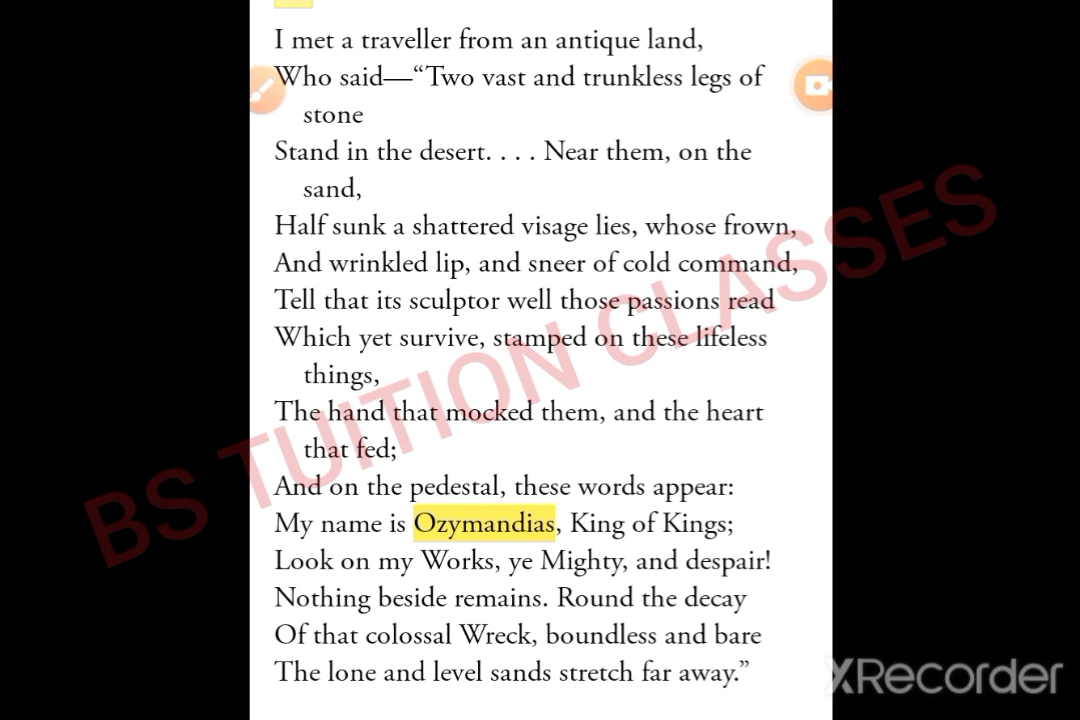 I met a traveller from an antique land,
Who said—“Two vast and trunkless legs of
stone
Stand in the desert. . . . Near them, on the
sand,
Half sunk a shattered visage lies, whose frown,
And wrinkled lip, and sneer of cold command,
Tell that its sculptor well those passions read
Which yet survive, stamped on these lifeless
things,
The hand that mocked them, and the heart
that fed;
And on the pedestal, these words appear:
My name is Ozymandias, King of Kings;
Look on my Works, ye Mighty, and despair!
Nothing beside remains. Round the decay
Of that colossal Wreck, boundless and bare
The lone and level sands stretch far away.”
BS TUITION CLASSES
XRecorder